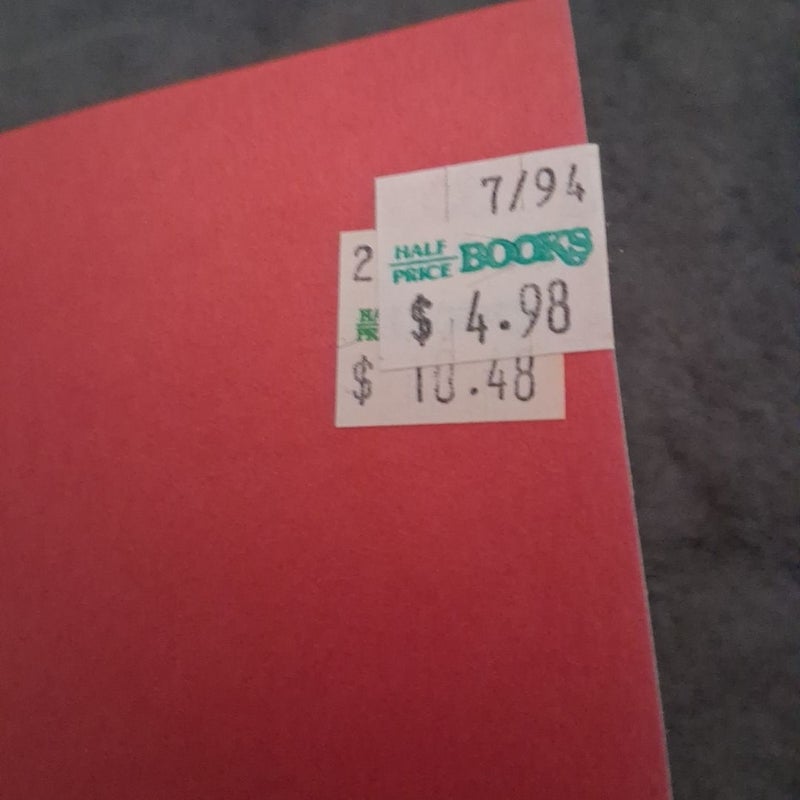 7/94
HALF
PRICE BOOKS
$ 4.98
2
$ 10.48